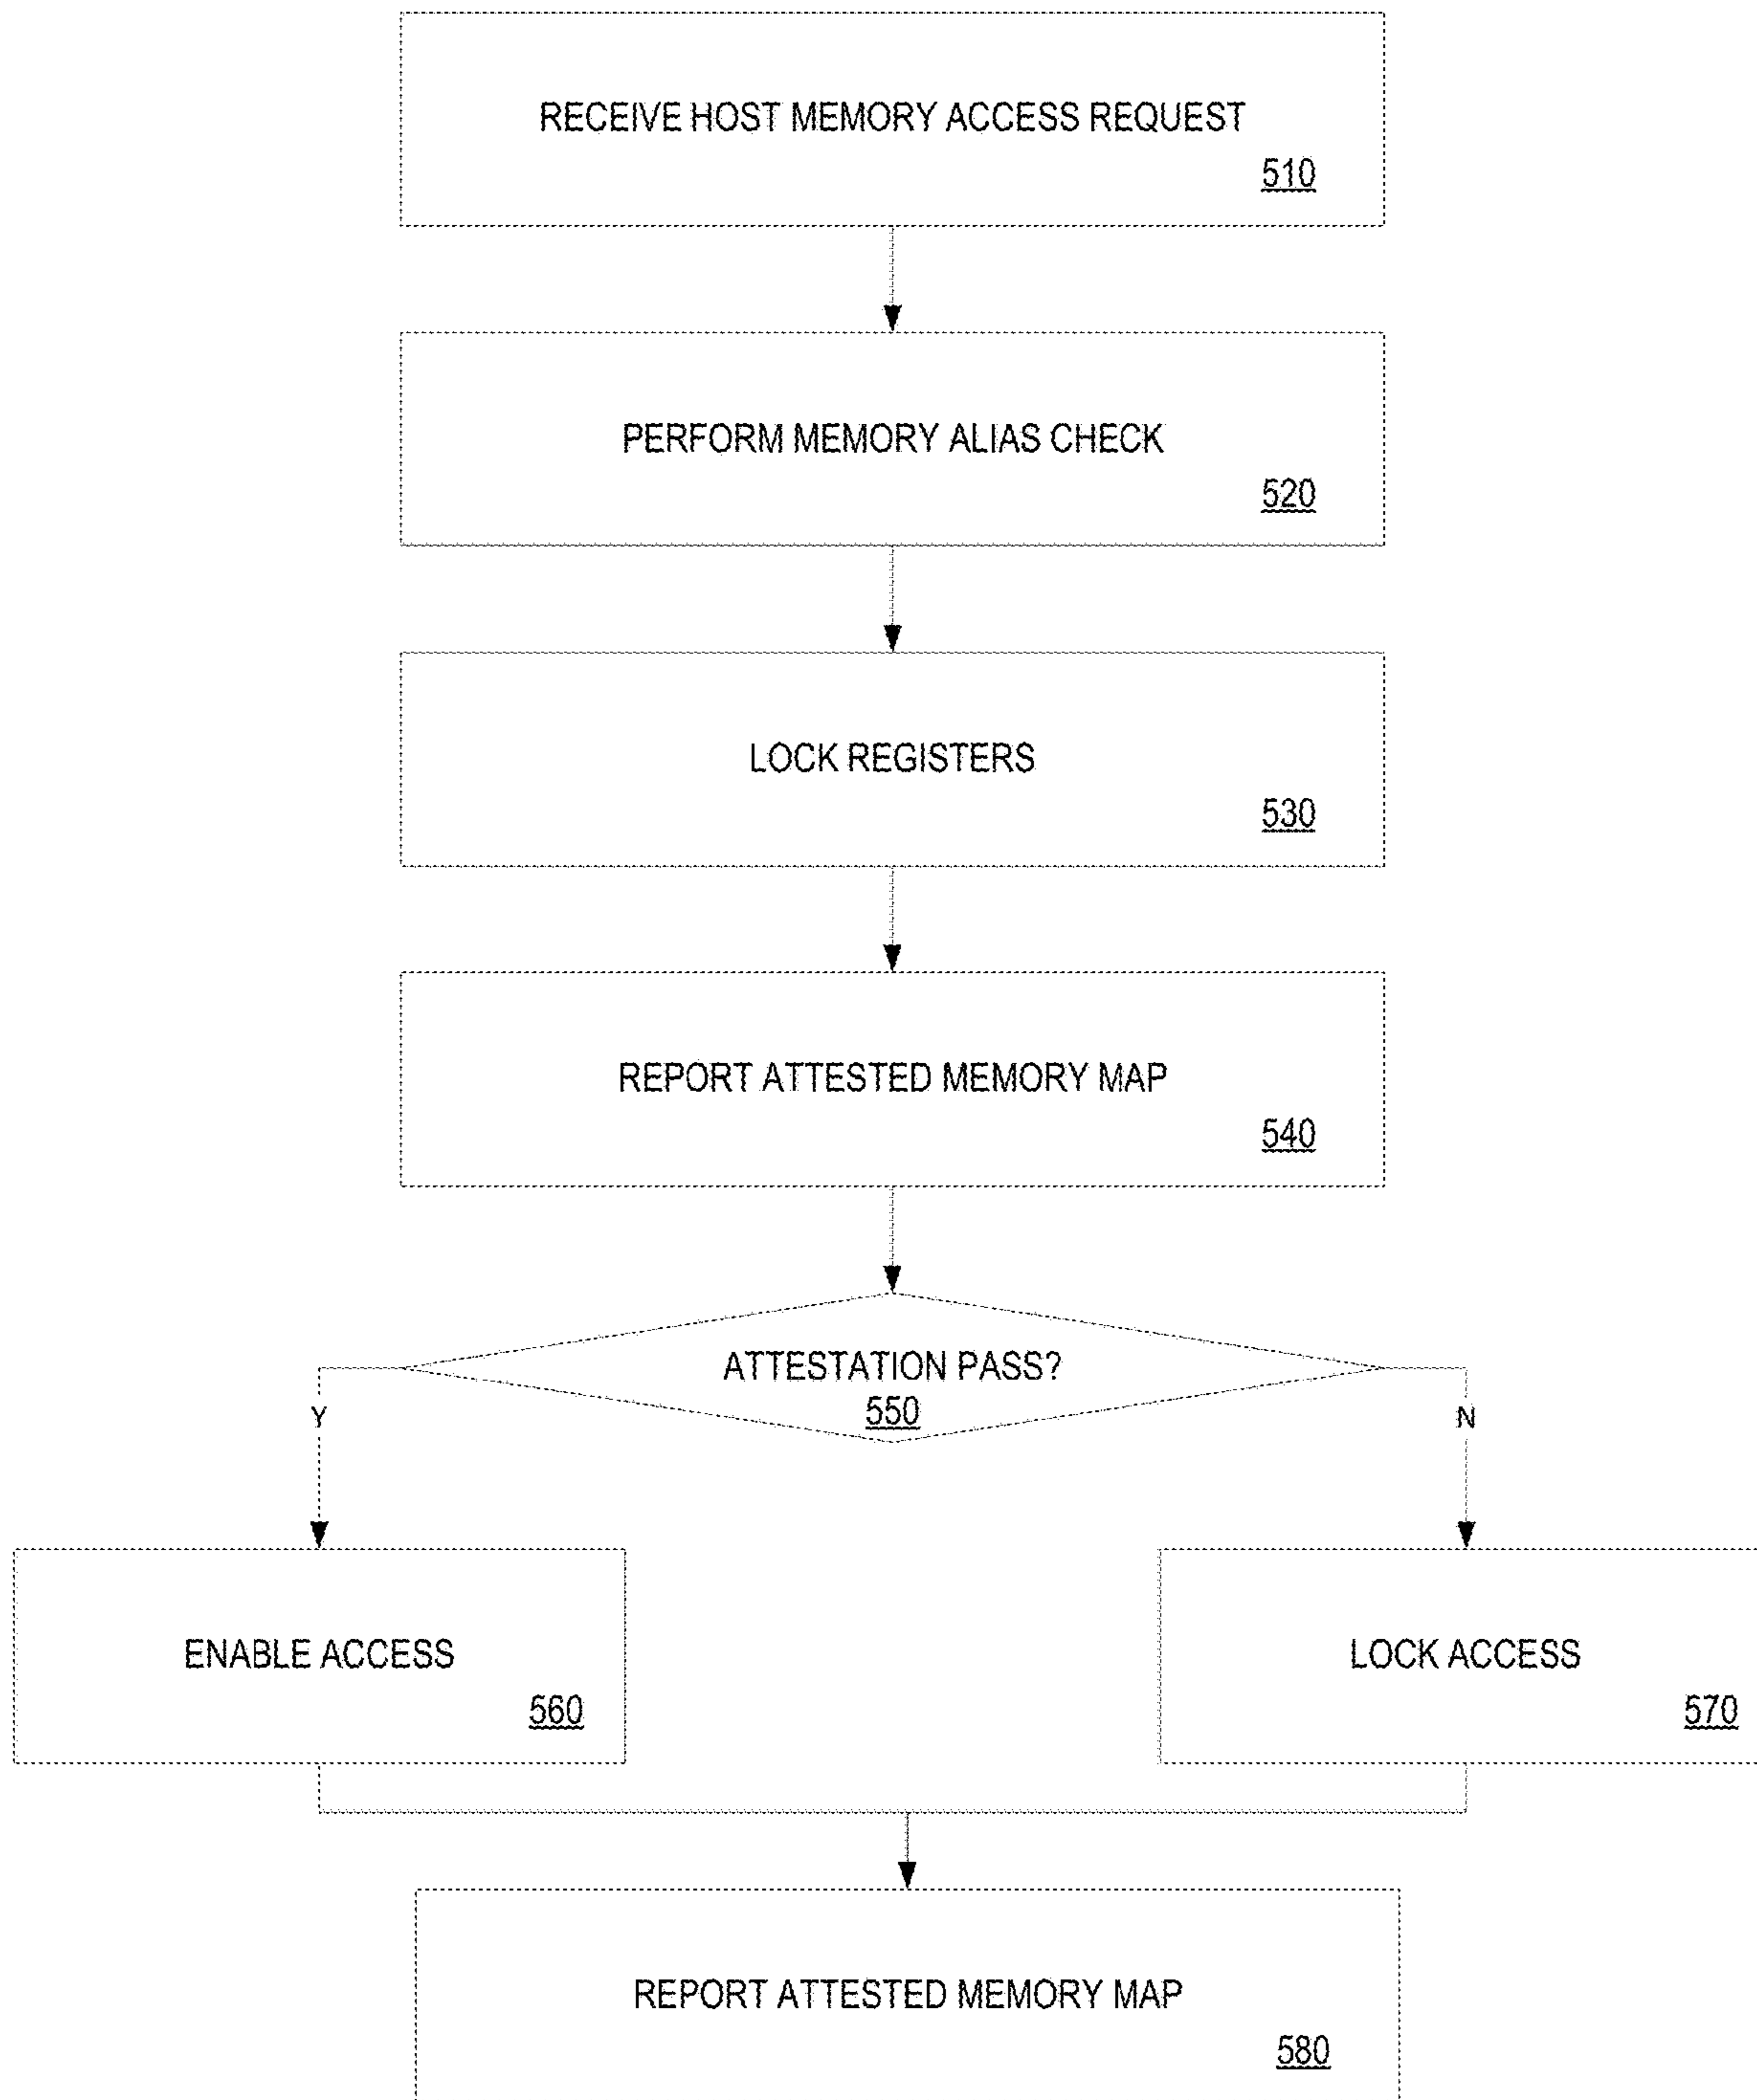 RECEIVE HOST MEMORY ACCESS REQUEST
510
PERFORM MEMORY ALIAS CHECK
520
LOCK REGISTERS
530
REPORT ATTESTED MEMORY MAP
540
ATTESTATION PASS?
550
Y
N
ENABLE ACCESS
560
LOCK ACCESS
570
REPORT ATTESTED MEMORY MAP
580